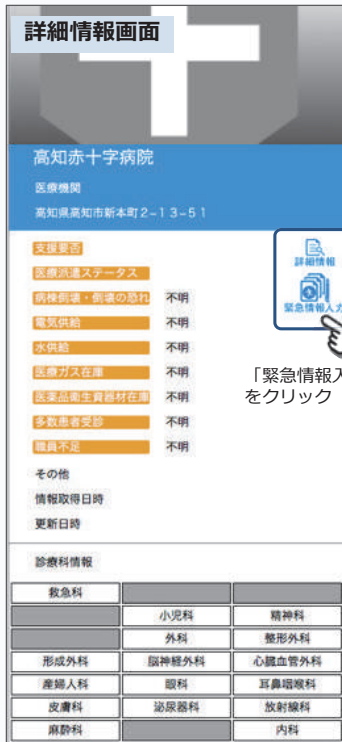 詳細情報画面
高知赤十字病院
医療機関
高知県高知市新本町2-13-51
支援要否
医療派遣ステータス
病棟倒壊・倒壊の恐れ 不明
電気供給 不明
水供給 不明
医療ガス在庫 不明
医薬品衛生資器材在庫 不明
多数患者受診 不明
職員不足 不明
その他
情報取得日時
更新日時
詳細情報
緊急情報入力
「緊急情報入
をクリック
診療科情報
救急科
小児科 精神科
外科 整形外科
形成外科 脳神経外科 心臓血管外科
産婦人科 眼科 耳鼻咽喉科
皮膚科 泌尿器科 放射線科
麻酔科 内科